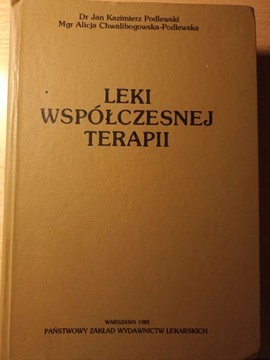 Dr Jan Kazimierz Podlewski
Mgr Alicja Chwalibogowska-Podlewska
LEKI
WSPÓŁCZESNEJ
TERAPII
WARSZAWA 1985
PAŃSTWOWY ZAKŁAD WYDAWNICTW LEKARSKICH